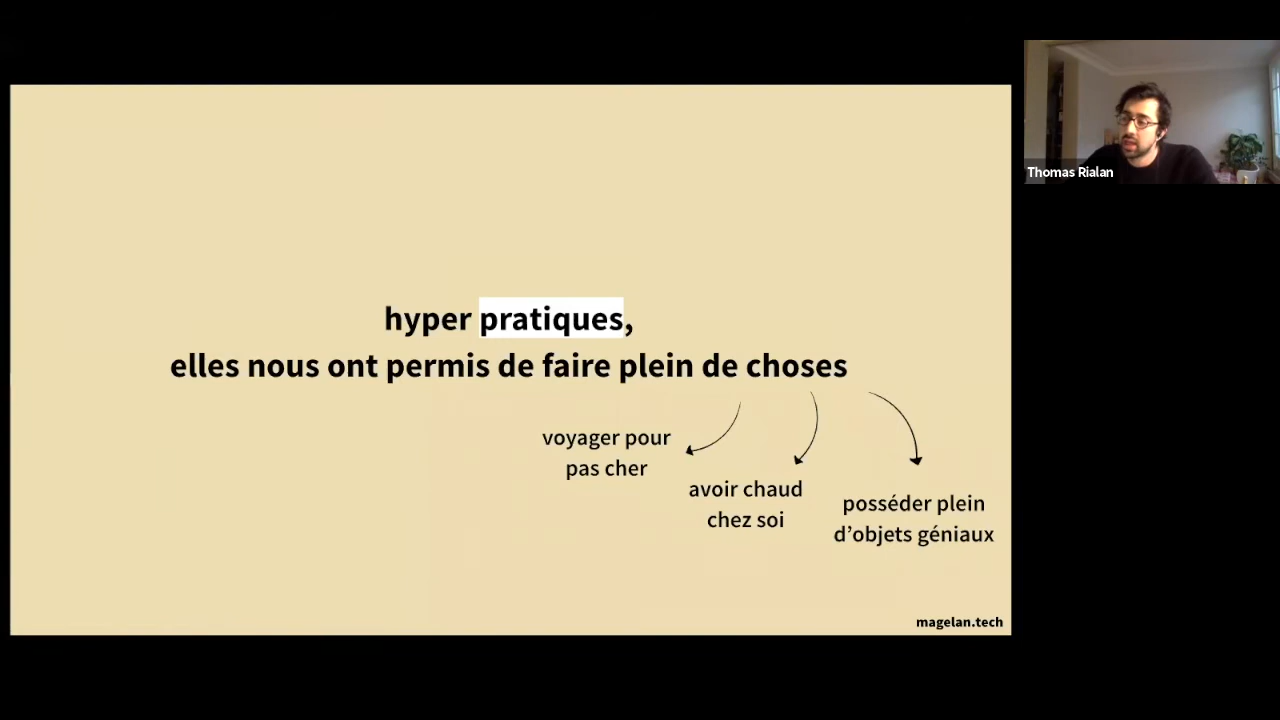 hyper pratiques,
elles nous ont permis de faire plein de choses
voyager pour
pas cher
avoir chaud
chez soi
posséder plein
d’objets géniaux
magelan.tech
Thomas Rialan